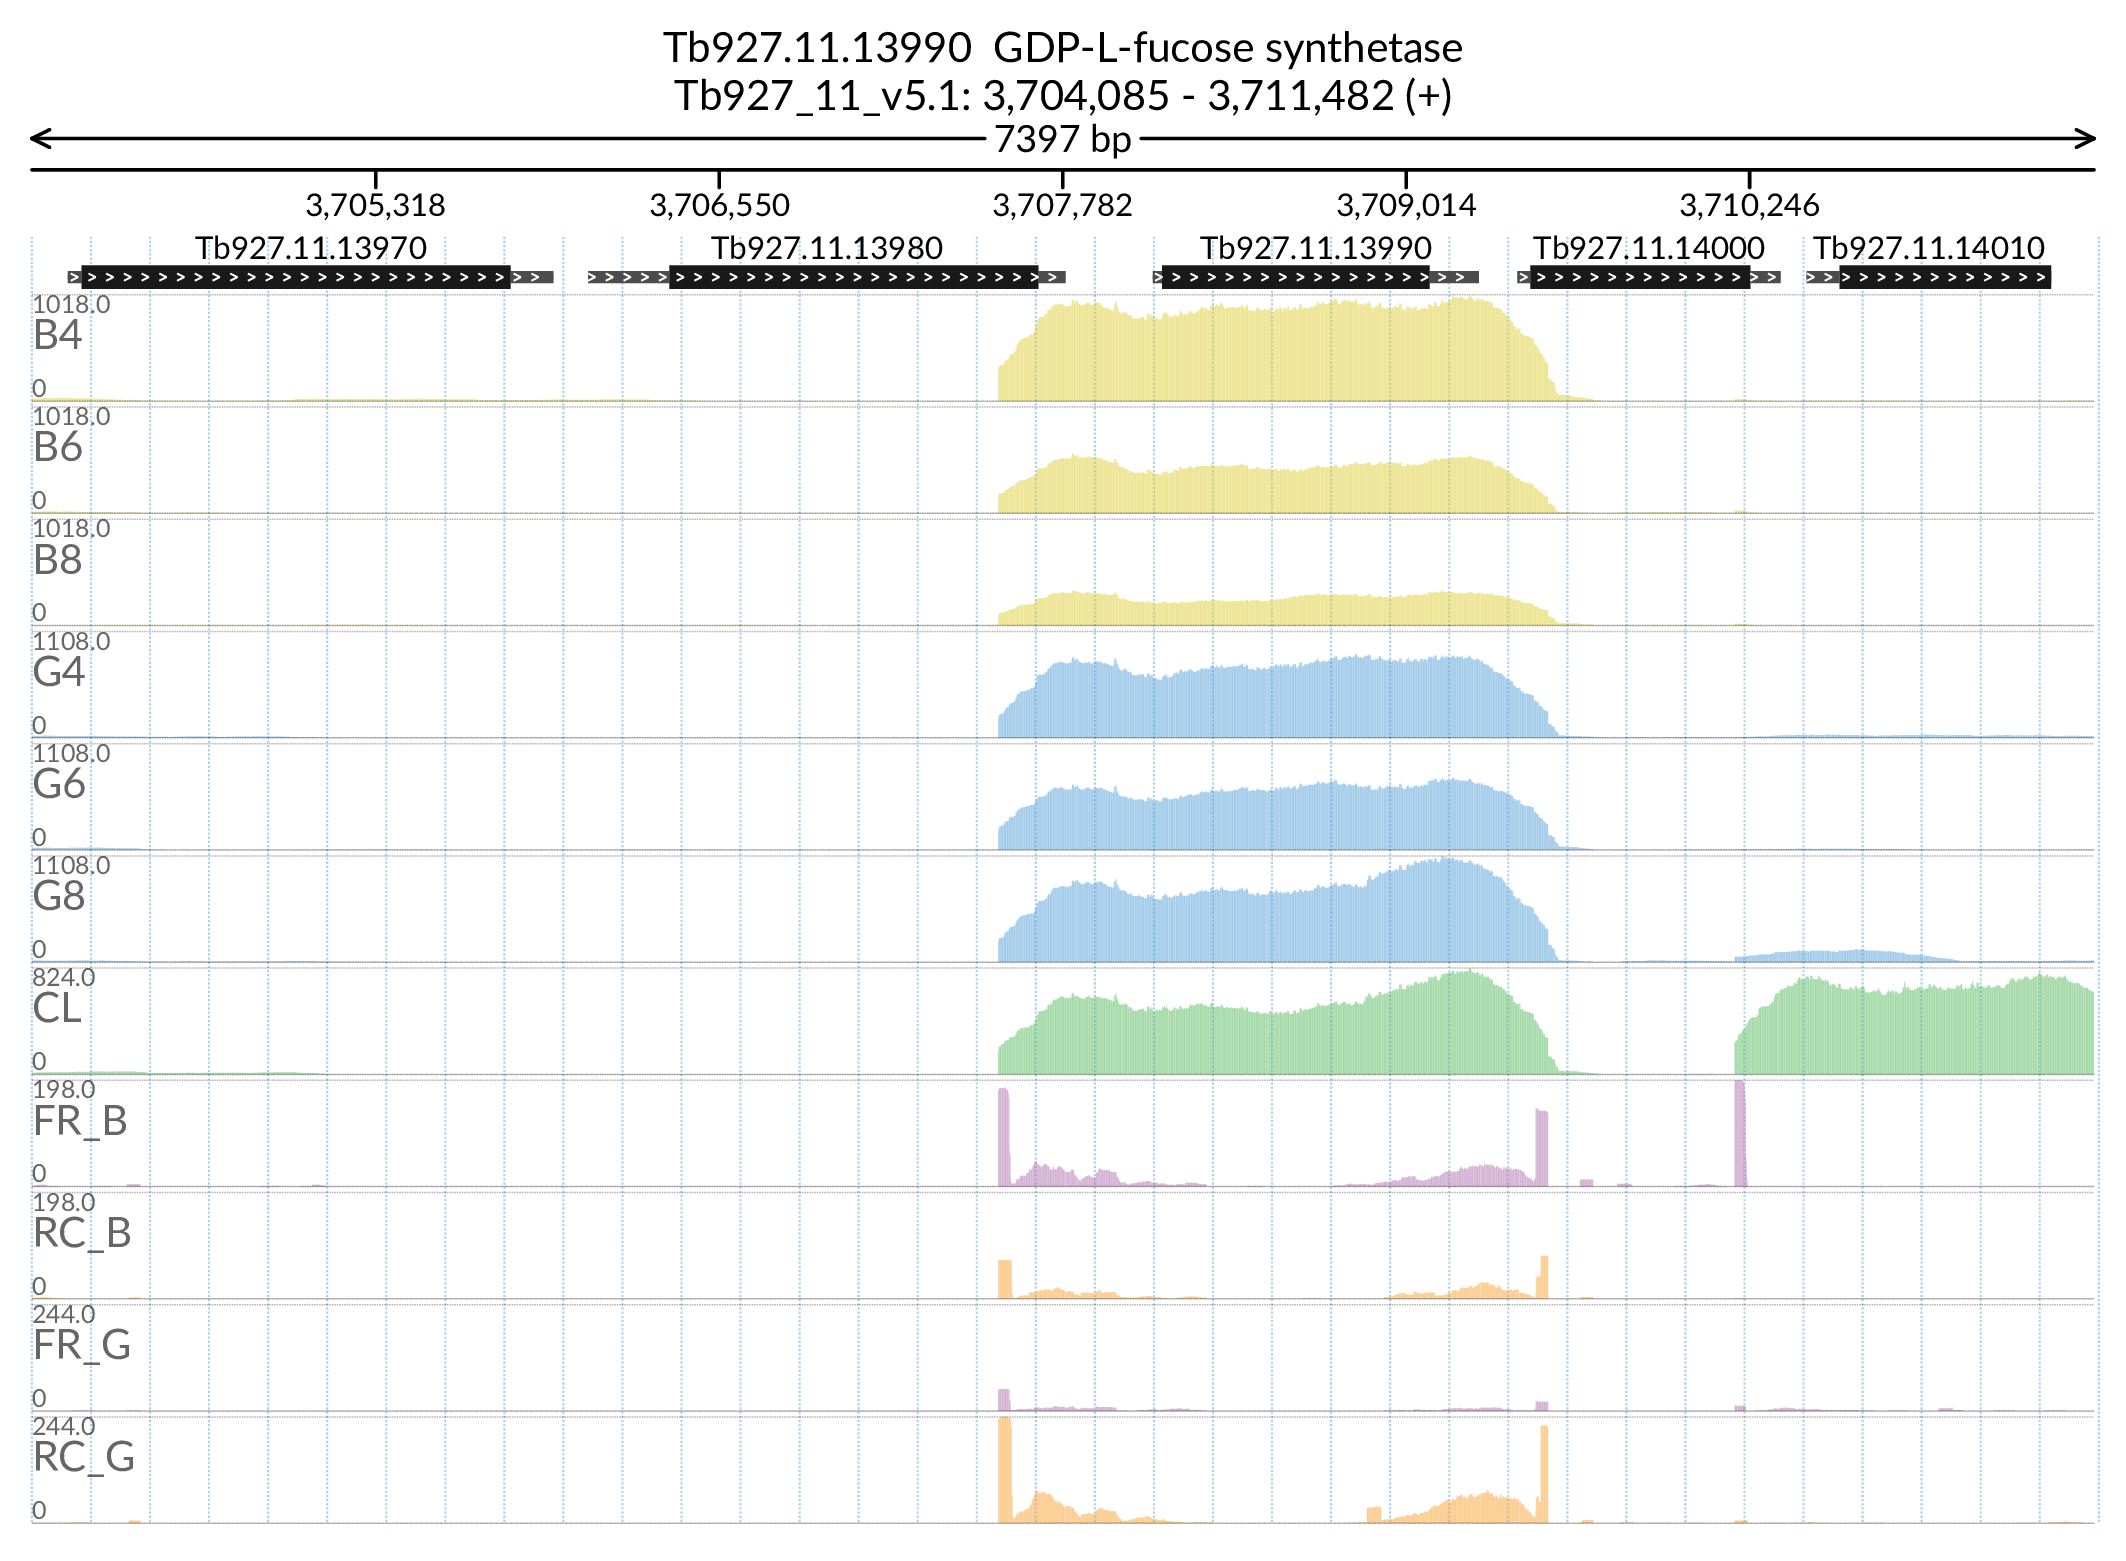 Tb927.11.13990  GDP-L-fucose synthetase
Tb927_11_v5.1: 3,704,085 - 3,711,482 (+)
7397 bp
3,705,318 3,706,550 3,707,782 3,709,014 3,710,246
Tb927.11.13970 Tb927.11.13980 Tb927.11.13990 Tb927.11.14000 Tb927.11.14010
1018.0
B4
0
1018.0
B6
0
1018.0
B8
0
1108.0
G4
0
1108.0
G6
0
1108.0
G8
0
824.0
CL
0
198.0
FR_B
0
198.0
RC_B
0
244.0
FR_G
0
244.0
RC_G
0